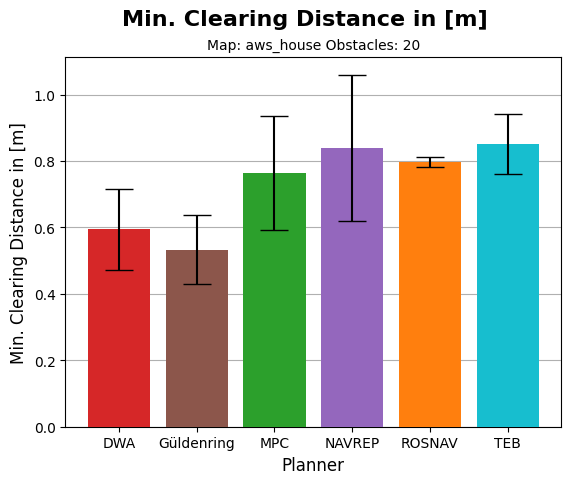 Min. Clearing Distance in [m]
Map: aws_house Obstacles: 20
Min. Clearing Distance in [m]
1.0
0.8
0.6
0.4
0.2
0.0
DWA Güldenring MPC NAVREP ROSNAV TEB
Planner